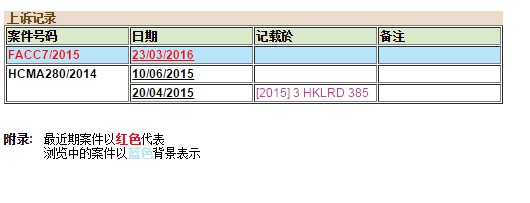 上诉记录
案件号码 日期 记载於 备注
FACC7/2015 23/03/2016
HCMA280/2014 10/06/2015
20/04/2015 [2015] 3 HKLRD 385
附录: 最近期案件以红色代表
浏览中的案件以蓝色背景表示